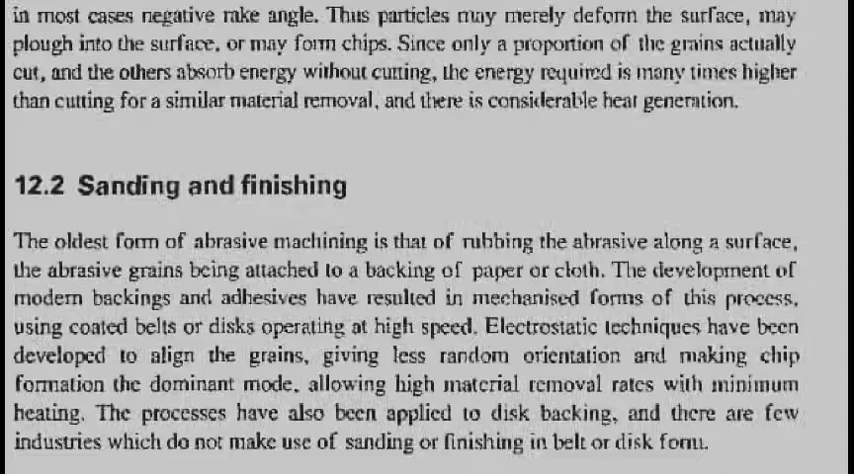 in most cases negative rake angle. Thus particles may merely deform the surface, may
plough into the surface, or may form chips. Since only a proportion of the grains actually
cut, and the others absorb energy without cutting, the energy required is many times higher
than cutting for a similar material removal, and there is considerable heat generation.
12.2 Sanding and finishing
The oldest form of abrasive machining is that of rubbing the abrasive along a surface,
the abrasive grains being attached to a backing of paper or cloth. The development of
modern backings and adhesives have resulted in mechanised forms of this process,
using coated belts or disks operating at high speed. Electrostatic techniques have been
developed to align the grains, giving less random orientation and making chip
formation the dominant mode, allowing high material removal rates with minimum
heating. The processes have also been applied to disk backing, and there are few
industries which do not make use of sanding or finishing in belt or disk form.